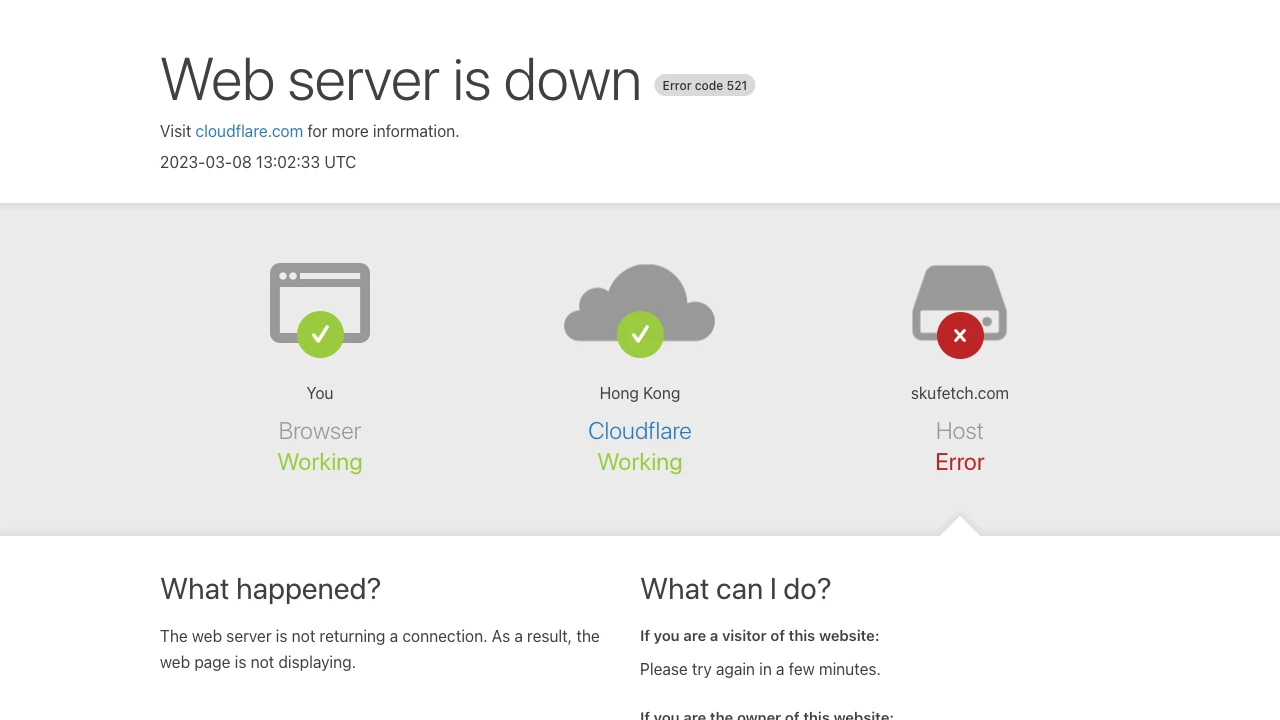 Web server is down Error code 521
Visit cloudflare.com for more information.
2023-03-08 13:02:33 UTC
You
Browser
Working
Hong Kong
Cloudflare
Working
skufetch.com
Host
Error
What happened?
The web server is not returning a connection. As a result, the
web page is not displaying.
What can I do?
If you are a visitor of this website:
Please try again in a few minutes.
If you are the owner of this website: